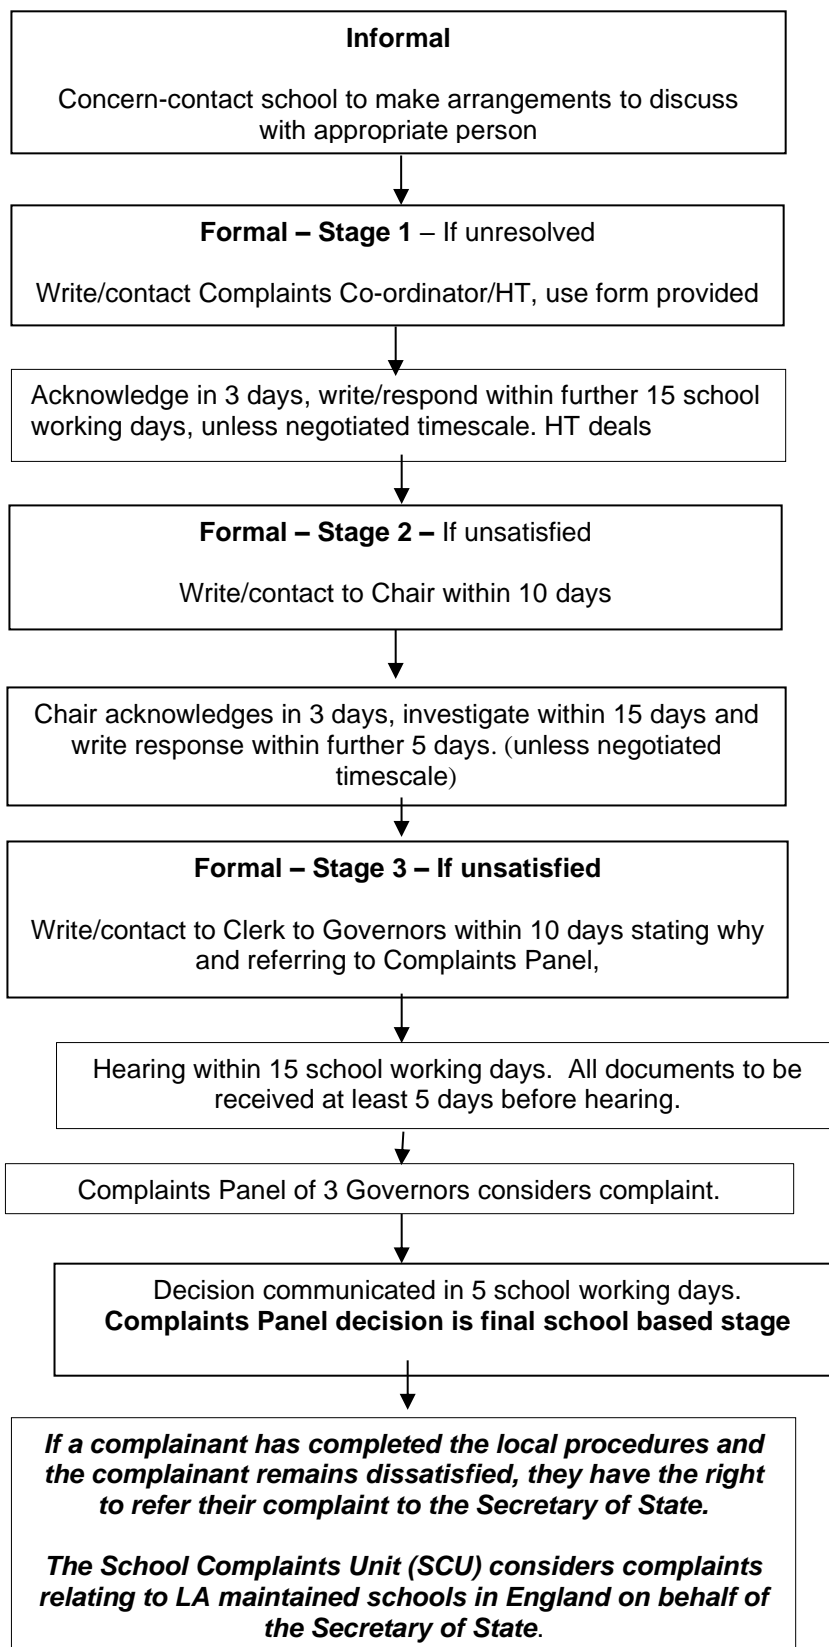 Informal
Concern-contact school to make arrangements to discuss
with appropriate person
Formal – Stage 1 – If unresolved
Write/contact Complaints Co-ordinator/HT, use form provided
Acknowledge in 3 days, write/respond within further 15 school
working days, unless negotiated timescale. HT deals
Formal – Stage 2 – If unsatisfied
Write/contact to Chair within 10 days
Chair acknowledges in 3 days, investigate within 15 days and
write response within further 5 days. (unless negotiated
timescale)
Formal – Stage 3 – If unsatisfied
Write/contact to Clerk to Governors within 10 days stating why
and referring to Complaints Panel,
Hearing within 15 school working days.  All documents to be
received at least 5 days before hearing.
Complaints Panel of 3 Governors considers complaint.
Decision communicated in 5 school working days.
Complaints Panel decision is final school based stage
If a complainant has completed the local procedures and
the complainant remains dissatisfied, they have the right
to refer their complaint to the Secretary of State.
The School Complaints Unit (SCU) considers complaints
relating to LA maintained schools in England on behalf of
the Secretary of State.